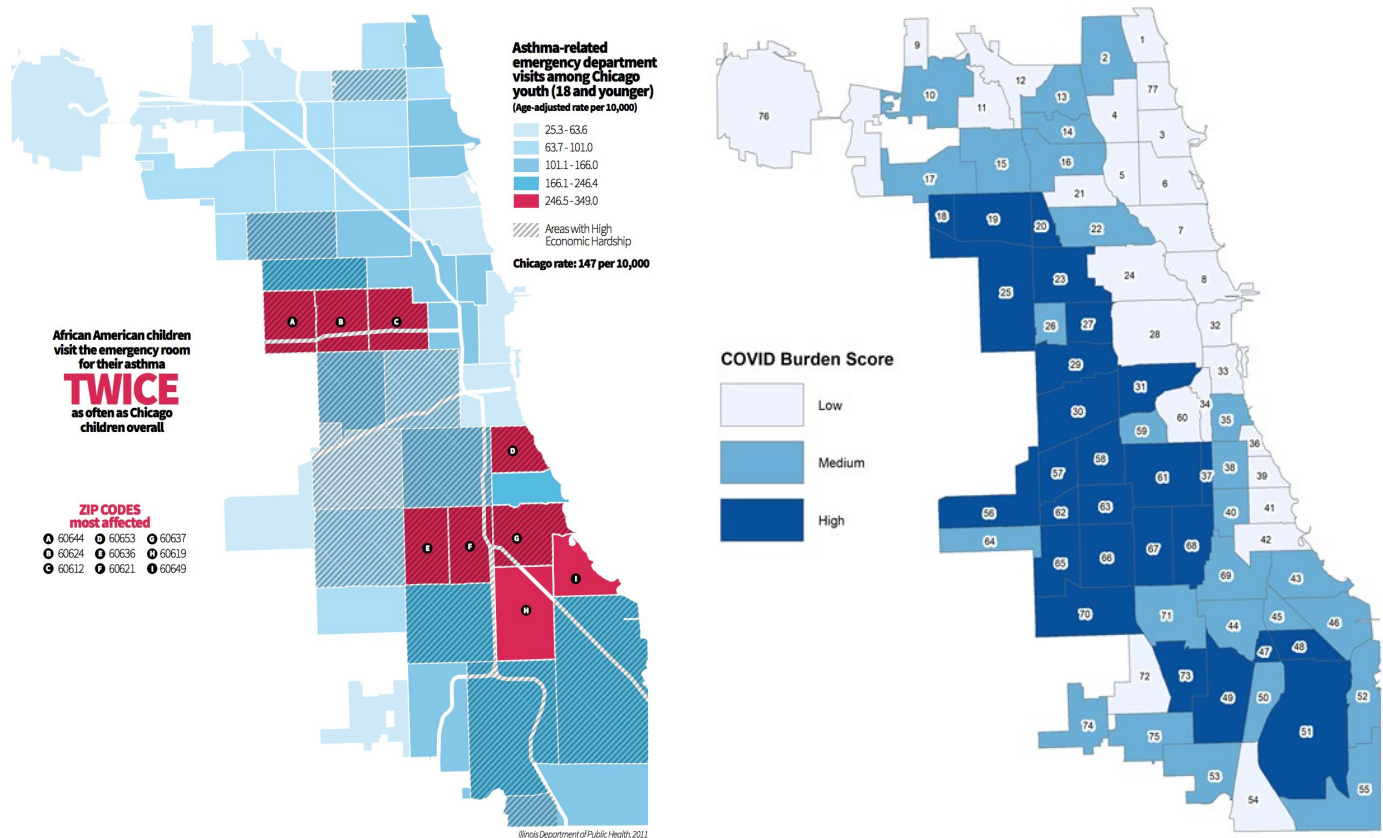 Asthma-related
emergency department
visits among Chicago
youth (18 and younger)
(Age-adjusted rate per 10,000)
25.3 - 63.6
63.7 - 101.0
101.1 - 166.0
166.1 - 246.4
246.5 - 349.0
Areas with High
Economic Hardship
Chicago rate: 147 per 10,000
African American children
visit the emergency room
for their asthma
TWICE
as often as Chicago
children overall
ZIP CODES
most affected
A 60644 D 60653 G 60637
B 60624 E 60636 H 60619
C 60612 F 60621 I 60649
A B C
D
E F G
I
H
Illinois Department of Public Health, 2011
COVID Burden Score
Low
Medium
High
1
2
9
77
10
12
13
11
76
4
3
14
15
16
5
17
6
21
18
19
20
22
7
23
24
8
25
26
27
28
32
29
33
31
30
34
60
35
59
36
58
57
61
37
38
39
56
62
63
40
41
64
42
65
66
67
68
69
43
70
71
44
45
46
47
48
72
73
49
50
52
74
75
51
53
54
55